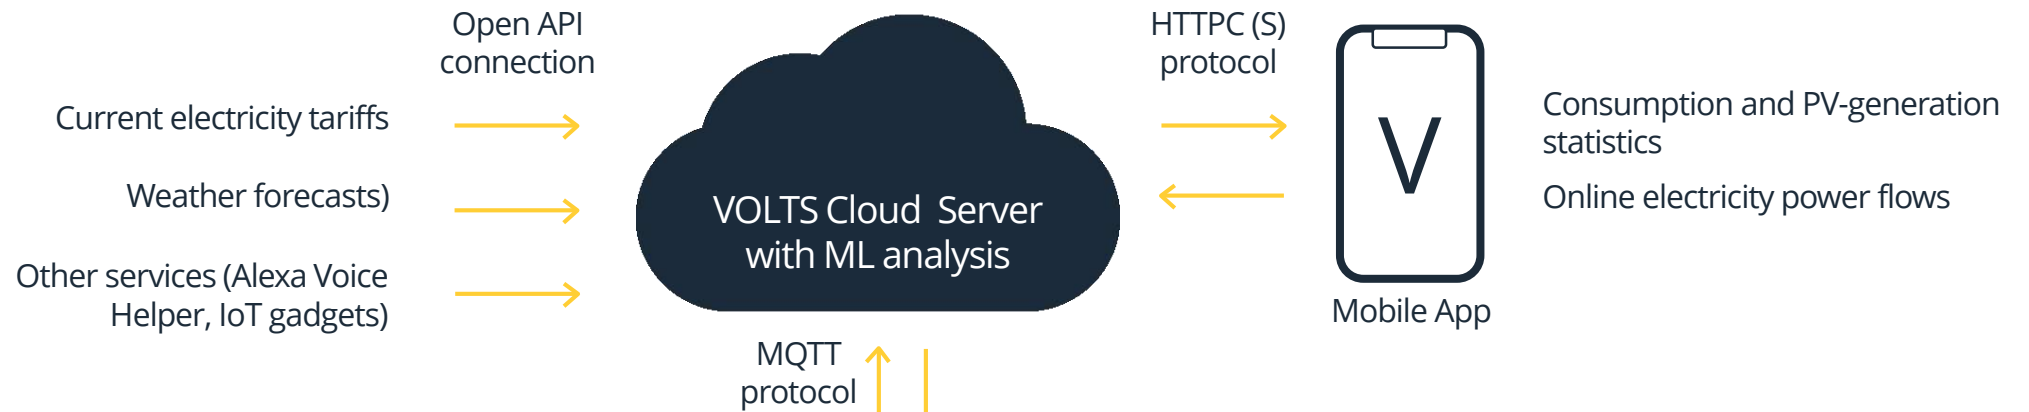 Open API
connection
Current electricity tariffs
Weather forecasts)
Other services (Alexa Voice
Helper, IoT gadgets)
VOLTS Cloud Server
with ML analysis
MQTT
protocol
HTTPC (S)
protocol
V
Mobile App
Consumption and PV-generation
statistics
Online electricity power flows